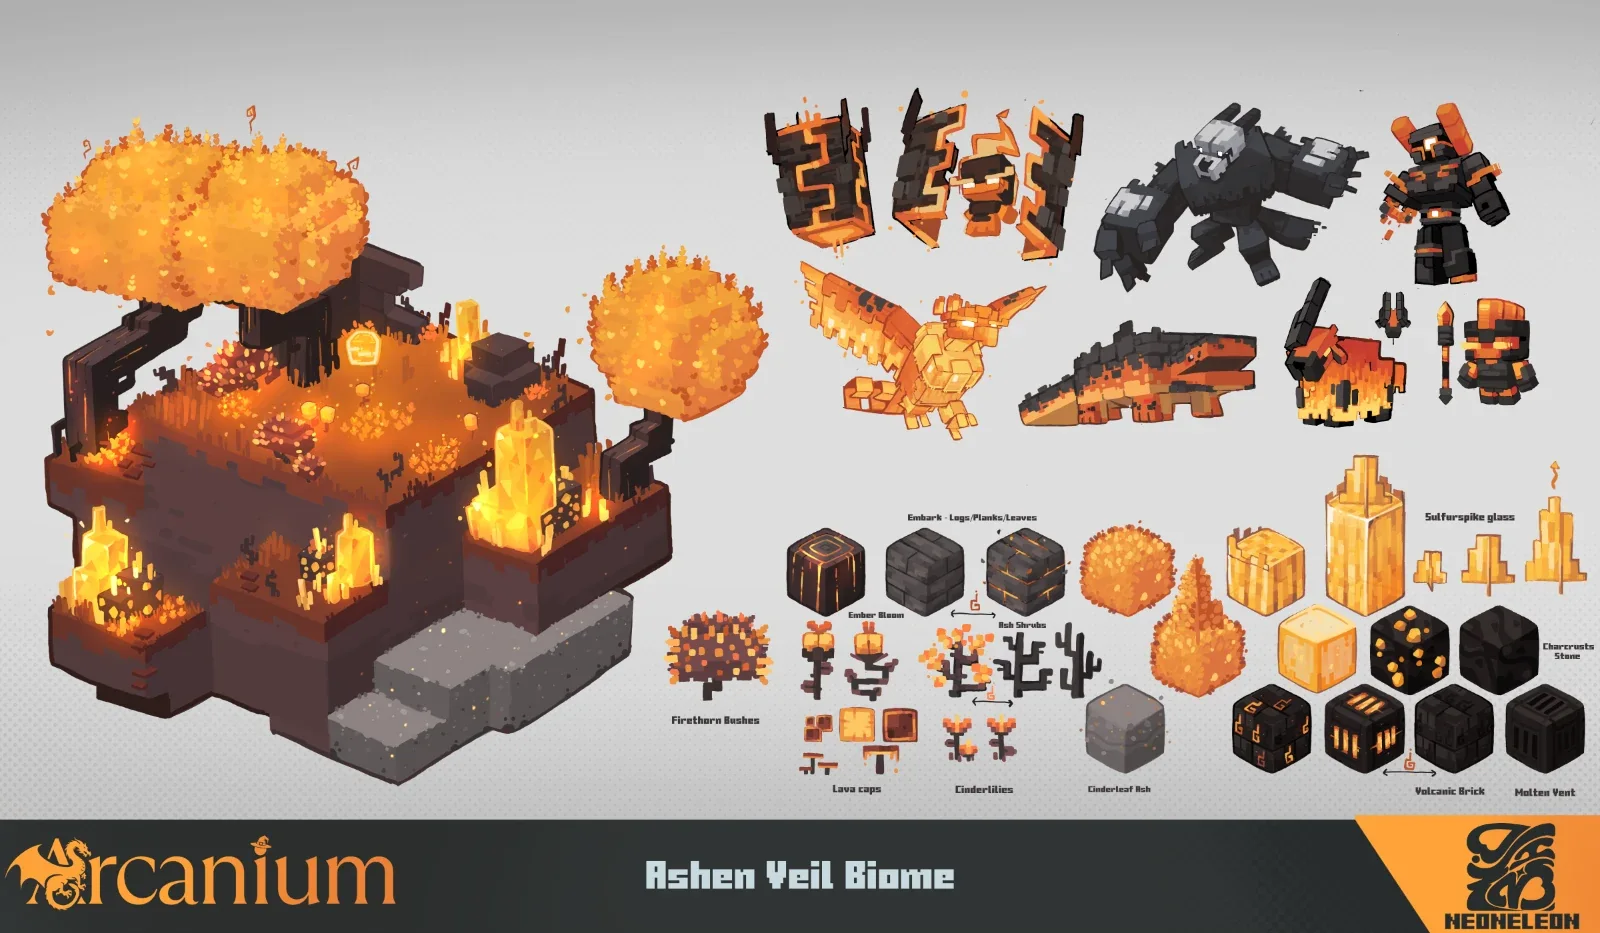 Embark - Logs/Planks/Leaves
Sulfurspike glass
Ember Bloom
Ash Shrubs
Charcrusts
Stone
Firethorn Bushes
Lava caps
Cinderlilies
Cinderleaf Ash
Volcanic Brick
Molten Vent
Arcanium
Ashen Veil Biome
NEONELEON